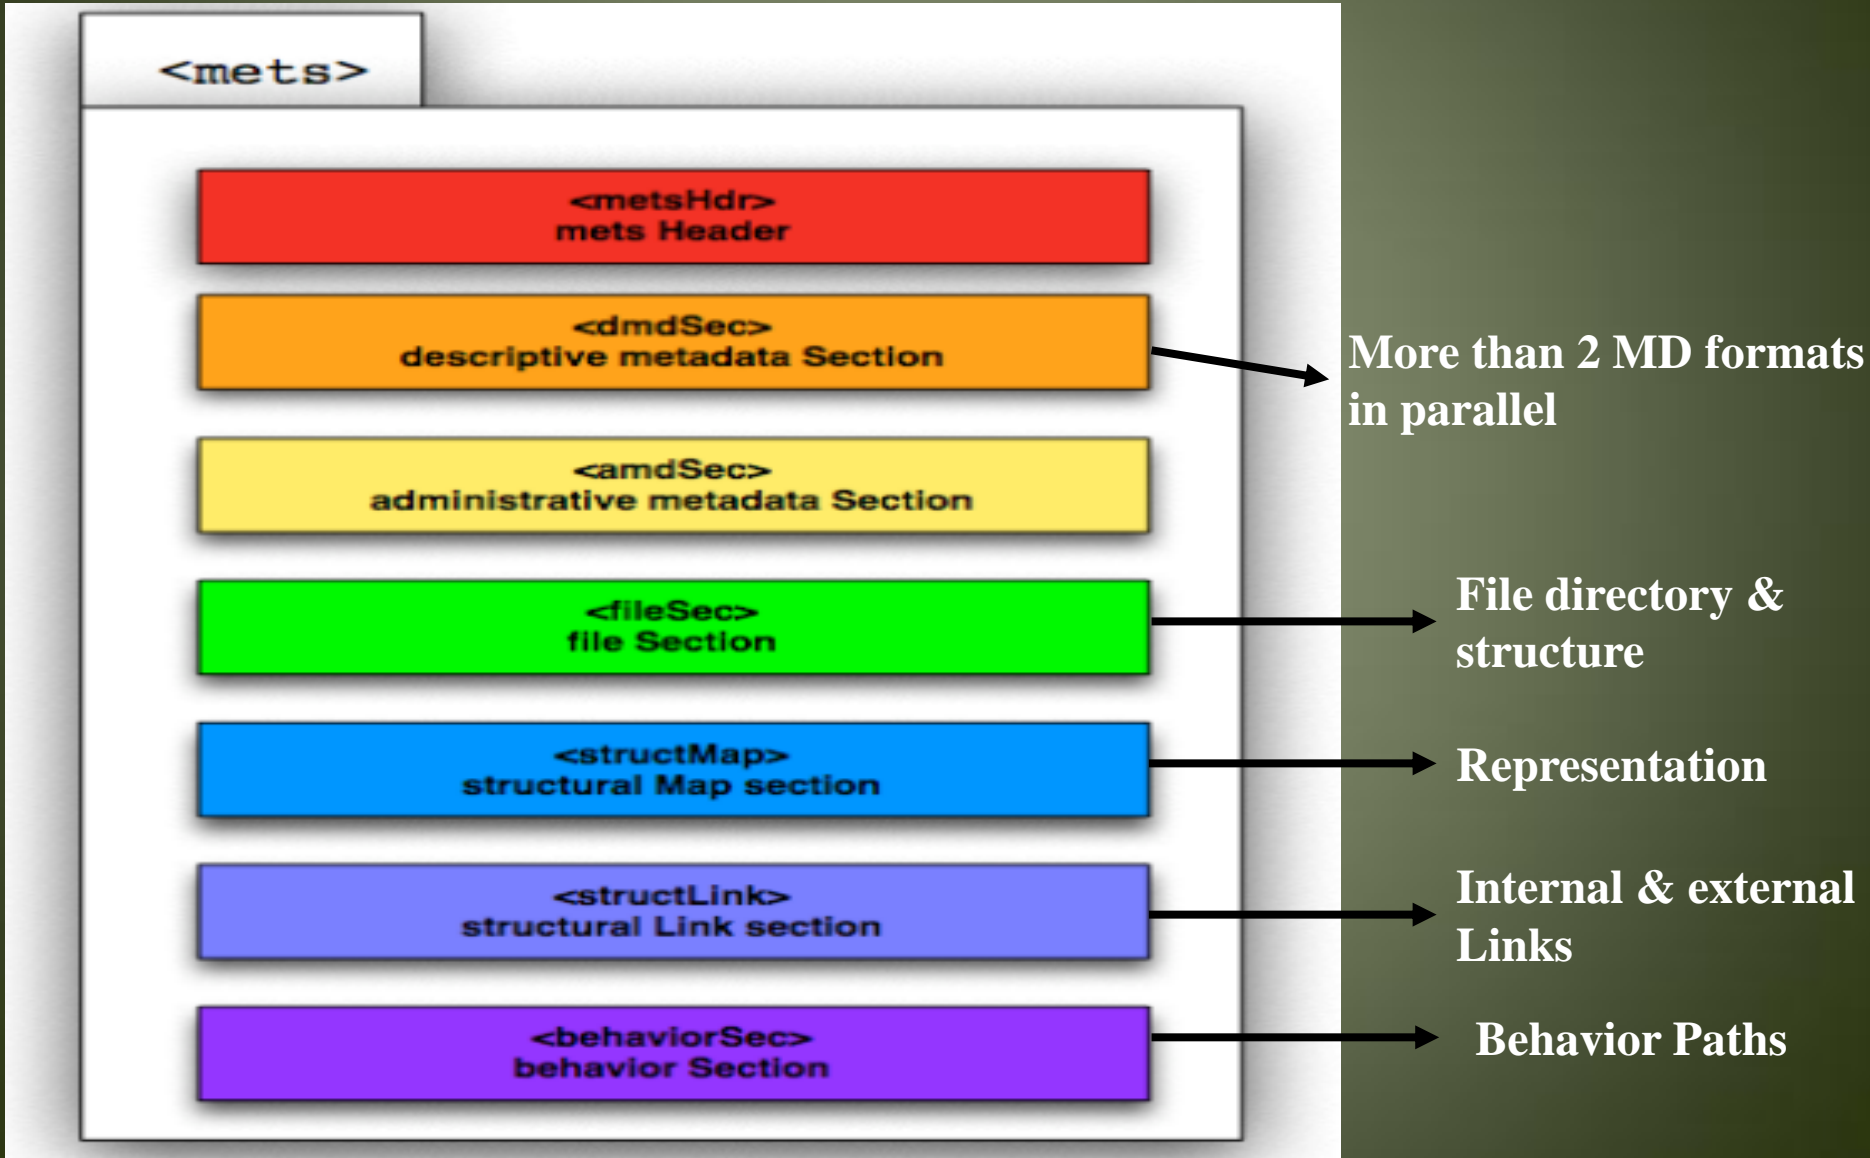 <mets>
<metsHdr>
mets Header
<dmdSec>
descriptive metadata Section
More than 2 MD formats
in parallel
<amdSec>
administrative metadata Section
<fileSec>
file Section
File directory &
structure
<structMap>
structural Map section
Representation
<structLink>
structural Link section
Internal & external
Links
<behaviorSec>
behavior Section
Behavior Paths